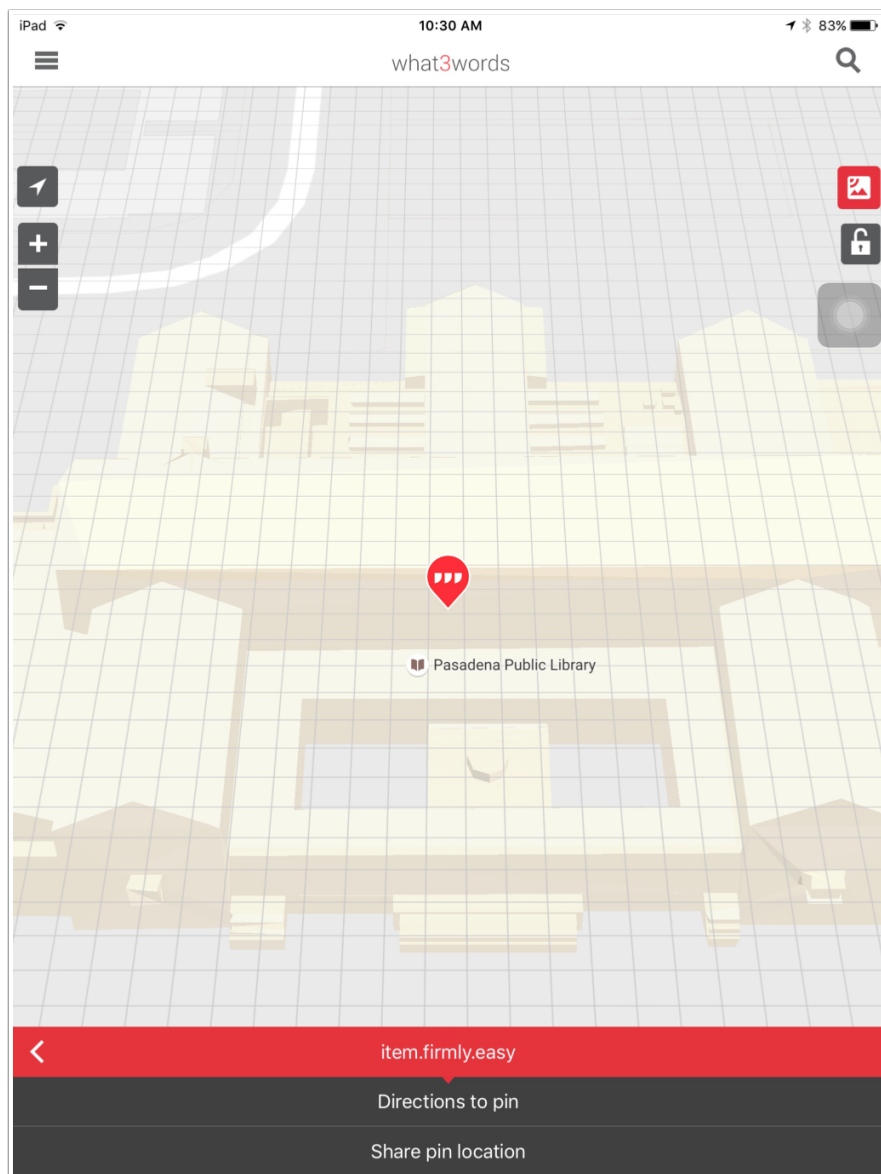 iPad 10:30 AM 83%
what3words
Pasadena Public Library
item.firmly.easy
Directions to pin
Share pin location